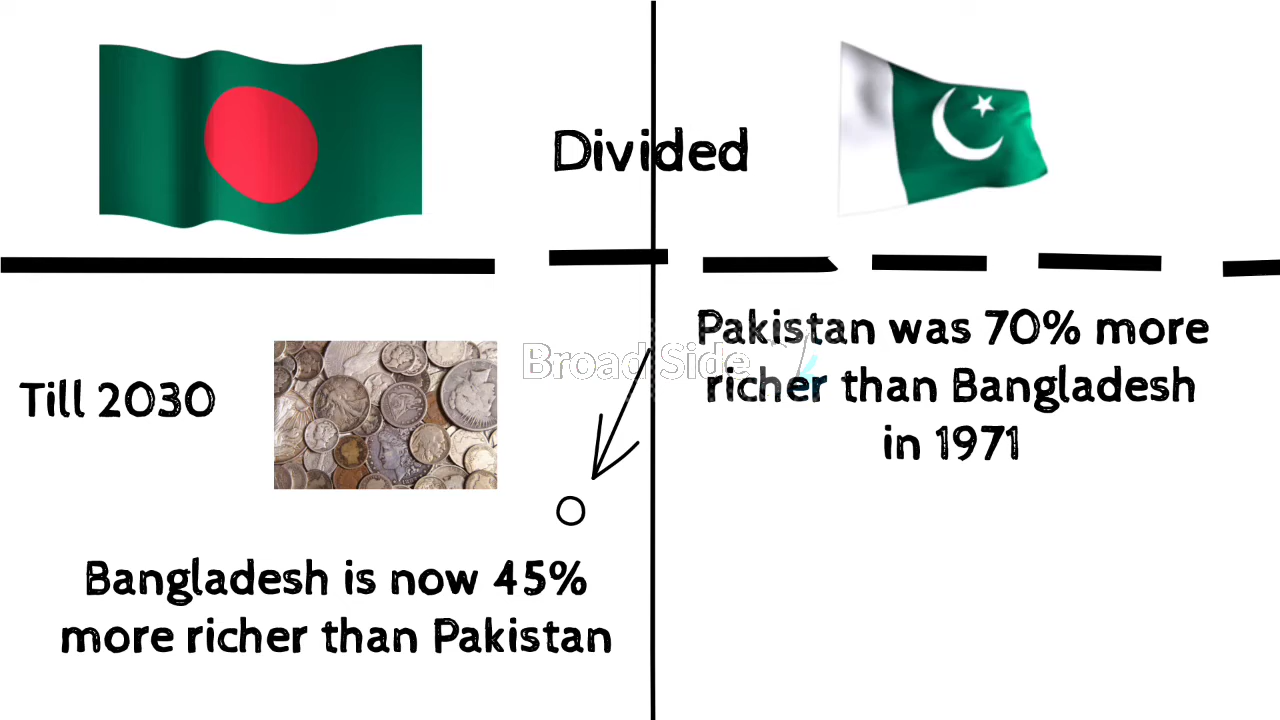 Divided
Till 2030
Bangladesh is now 45%
more richer than Pakistan
Pakistan was 70% more
richer than Bangladesh
in 1971
Broad Side